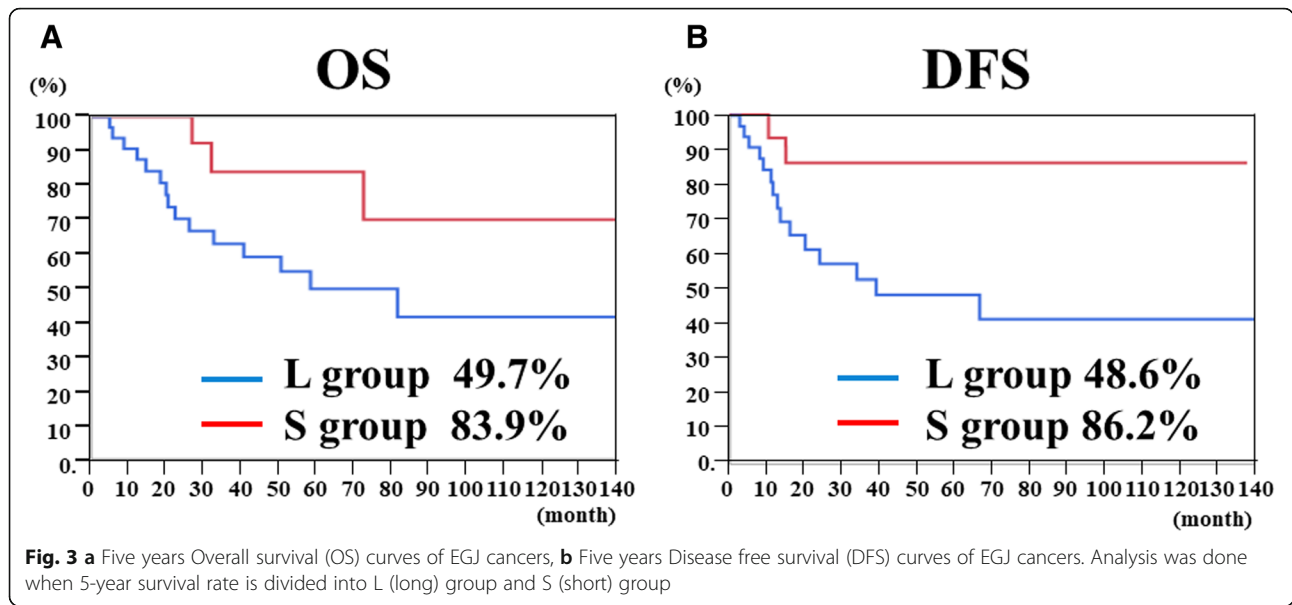 A
OS
(%)
100
90
80
70
60
50
40
30
20
10
0.
L group 49.7%
S group 83.9%
0 10 20 30 40 50 60 70 80 90 100 110 120 130 140
(month)
B
DFS
(%)
100
90
80
70
60
50
40
30
20
10
0.
L group 48.6%
S group 86.2%
0 10 20 30 40 50 60 70 80 90 100 110 120 130 140
(month)
Fig. 3 a Five years Overall survival (OS) curves of EGJ cancers, b Five years Disease free survival (DFS) curves of EGJ cancers. Analysis was done
when 5-year survival rate is divided into L (long) group and S (short) group